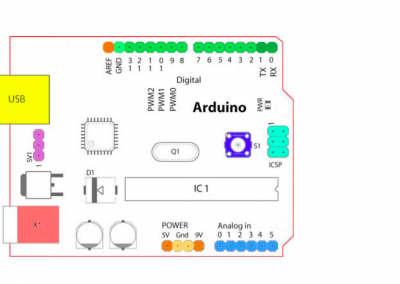 AREF
GND
13
12
11
10
9
8
7
6
5
4
3
2
1
0
TX
RX
Digital
USB
PWM2
PWM1
PWM0
Arduino
PWR
1
ICSP
SV1
1
Q1
S1
D1
IC 1
X1
POWER
5V Gnd 9V
Analog in
0 1 2 3 4 5